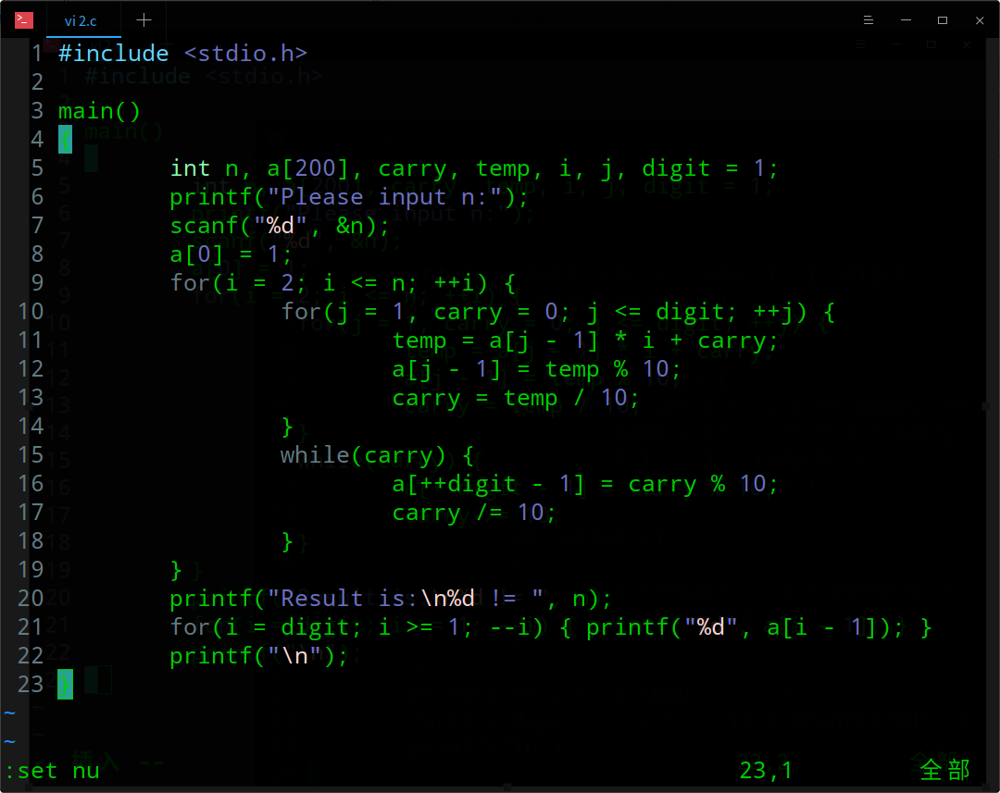 vi 2.c
1 #include <stdio.h>
2
3 main()
4 {
5 int n, a[200], carry, temp, i, j, digit = 1;
6 printf("Please input n:");
7 scanf("%d", &n);
8 a[0] = 1;
9 for(i = 2; i <= n; ++i) {
10 for(j = 1, carry = 0; j <= digit; ++j) {
11 temp = a[j - 1] * i + carry;
12 a[j - 1] = temp % 10;
13 carry = temp / 10;
14 }
15 while(carry) {
16 a[++digit - 1] = carry % 10;
17 carry /= 10;
18 }
19 }
20 printf("Result is:\n%d != ", n);
21 for(i = digit; i >= 1; --i) { printf("%d", a[i - 1]); }
22 printf("\n");
23 }
~
~
:set nu 23,1 全部